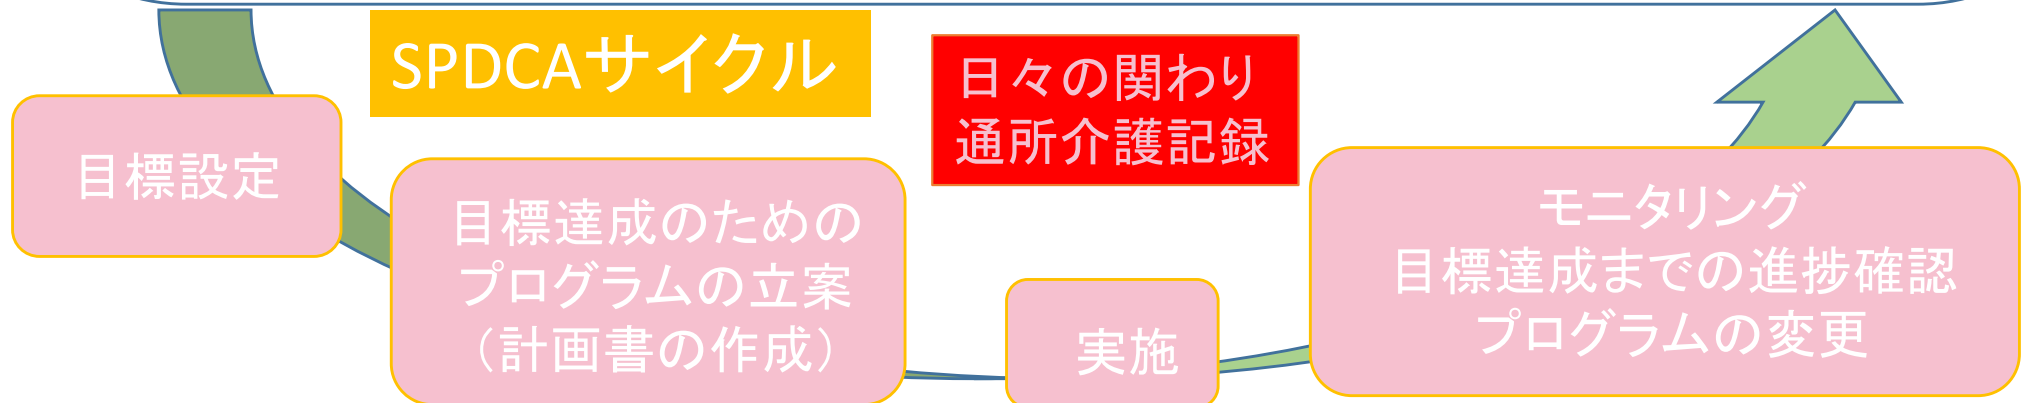 SPDCAサイクル
日々の関わり
通所介護記録
目標設定
目標達成のための
プログラムの立案
（計画書の作成）
実施
モニタリング
目標達成までの進捗確認
プログラムの変更